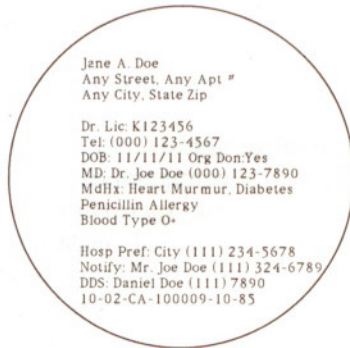 Jane A. Doe
Any Street, Any Apt #
Any City, State Zip
Dr. Lic: K123456
Tel: (000) 123-4567
DOB: 11/11/11 Org Don:Yes
MD: Dr. Joe Doe (000) 123-7890
MdHx: Heart Murmur, Diabetes
Penicillin Allergy
Blood Type O+
Hosp Pref: City (111) 234-5678
Notify: Mr. Joe Doe (111) 324-6789
DDS: Daniel Doe (111) 7890
10-02-CA-100009-10-85